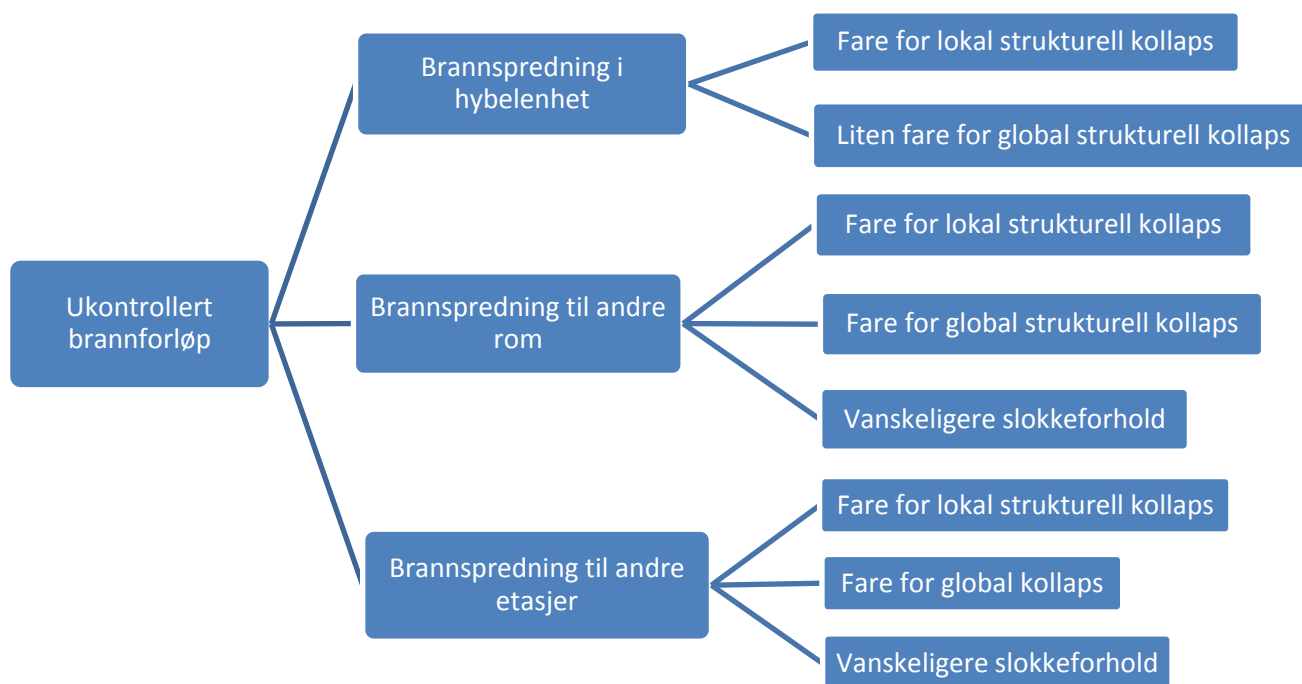 Ukontrollert
brannforløp
Brannspredning i
hybelenhet
Fare for lokal strukturell kollaps
Liten fare for global strukturell kollaps
Brannspredning til andre
rom
Fare for lokal strukturell kollaps
Fare for global strukturell kollaps
Vanskeligere slokkeforhold
Brannspredning til andre
etasjer
Fare for lokal strukturell kollaps
Fare for global kollaps
Vanskeligere slokkeforhold